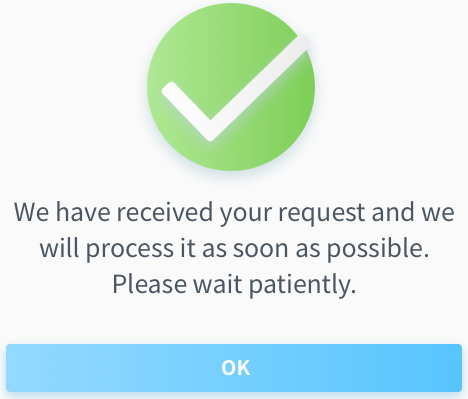 We have received your request and we
will process it as soon as possible.
Please wait patiently.
OK